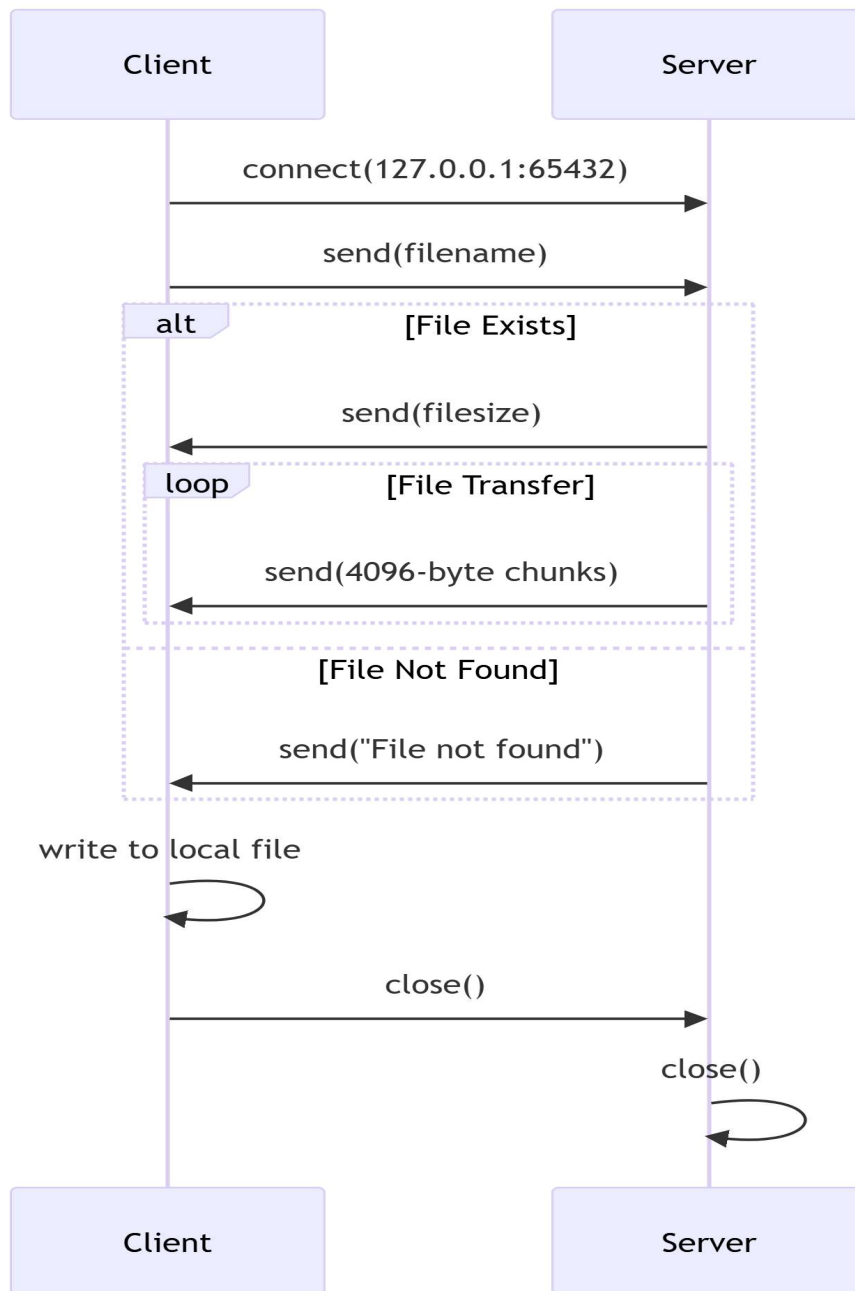 Client
Server
connect(127.0.0.1:65432)
send(filename)
alt
[File Exists]
send(filesize)
loop
[File Transfer]
send(4096-byte chunks)
[File Not Found]
send("File not found")
write to local file
close()
close()
Client
Server